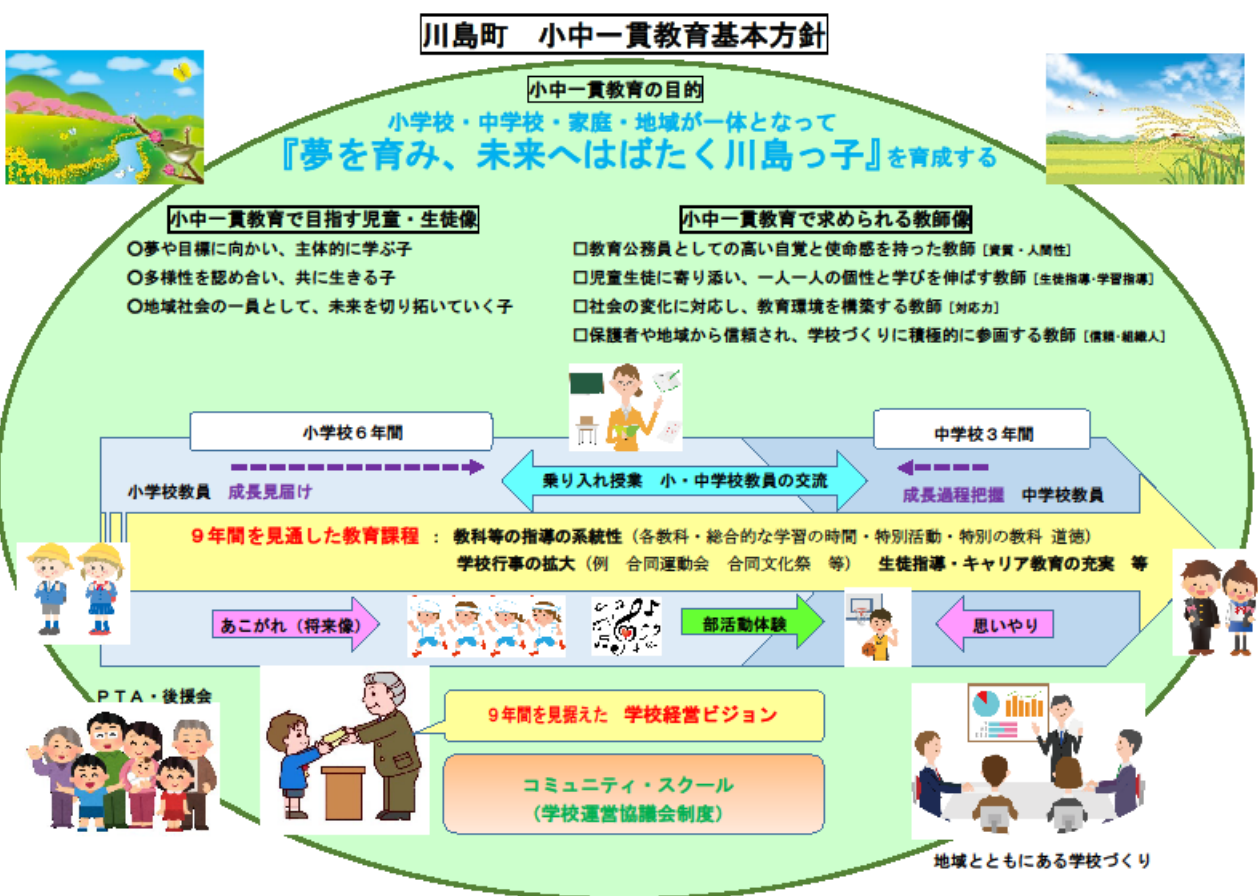 川島町　小中一貫教育基本方針
小中一貫教育の目的
小学校・中学校・家庭・地域が一体となって
『夢を育み、未来へはばたく川島っ子』を育成する
小中一貫教育で目指す児童・生徒像
〇夢や目標に向かい、主体的に学ぶ子
〇多様性を認め合い、共に生きる子
〇地域社会の一員として、未来を切り拓いていく子
小中一貫教育で求められる教師像
□教育公務員としての高い自覚と使命感を持った教師［資質・人間性］
□児童生徒に寄り添い、一人一人の個性と学びを伸ばす教師［生徒指導・学習指導］
□社会の変化に対応し、教育環境を構築する教師［対応力］
□保護者や地域から信頼され、学校づくりに積極的に参画する教師［信頼・組織人］
小学校６年間
中学校３年間
小学校教員　成長見届け
乗り入れ授業　小・中学校教員の交流
成長過程把握　中学校教員
９年間を見通した教育課程　：　教科等の指導の系統性（各教科・総合的な学習の時間・特別活動・特別の教科 道徳）
学校行事の拡大（例　合同運動会　合同文化祭　等）　生徒指導・キャリア教育の充実　等
あこがれ（将来像）
部活動体験
思いやり
ＰＴＡ・後援会
９年間を見据えた　学校経営ビジョン
コミュニティ・スクール
（学校運営協議会制度）
地域とともにある学校づくり